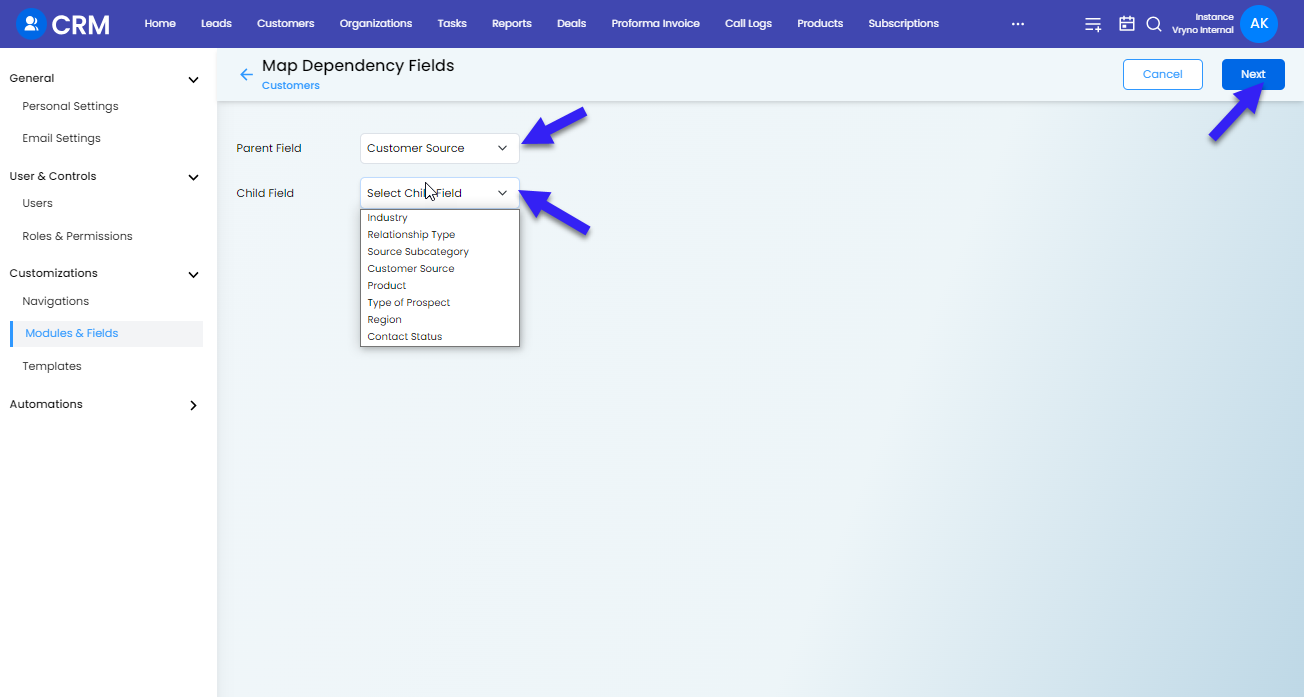 CRM
Home Leads Customers Organizations Tasks Reports Deals Proforma Invoice Call Logs Products Subscriptions ...
Instance
Vryno Internal
AK
General
Personal Settings
Email Settings
User & Controls
Users
Roles & Permissions
Customizations
Navigations
Modules & Fields
Templates
Automations
Map Dependency Fields
Customers
Cancel
Next
Parent Field
Customer Source
Child Field
Select Child Field
Industry
Relationship Type
Source Subcategory
Customer Source
Product
Type of Prospect
Region
Contact Status